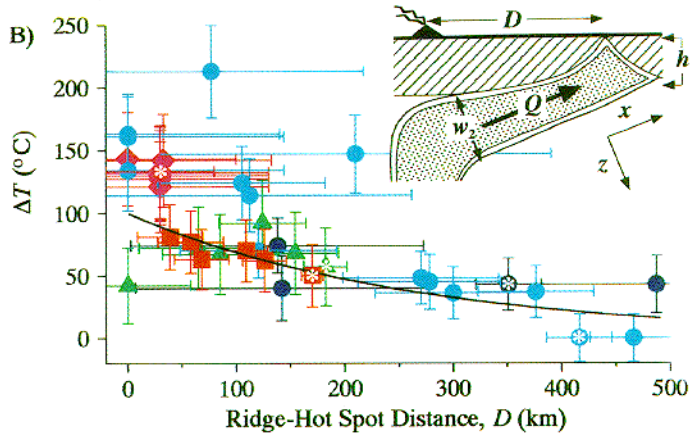 B)
250
200
150
100
50
0
ΔT (°C)
0
100
200
300
400
500
Ridge-Hot Spot Distance, D (km)
D
h
Q
w2
x
z